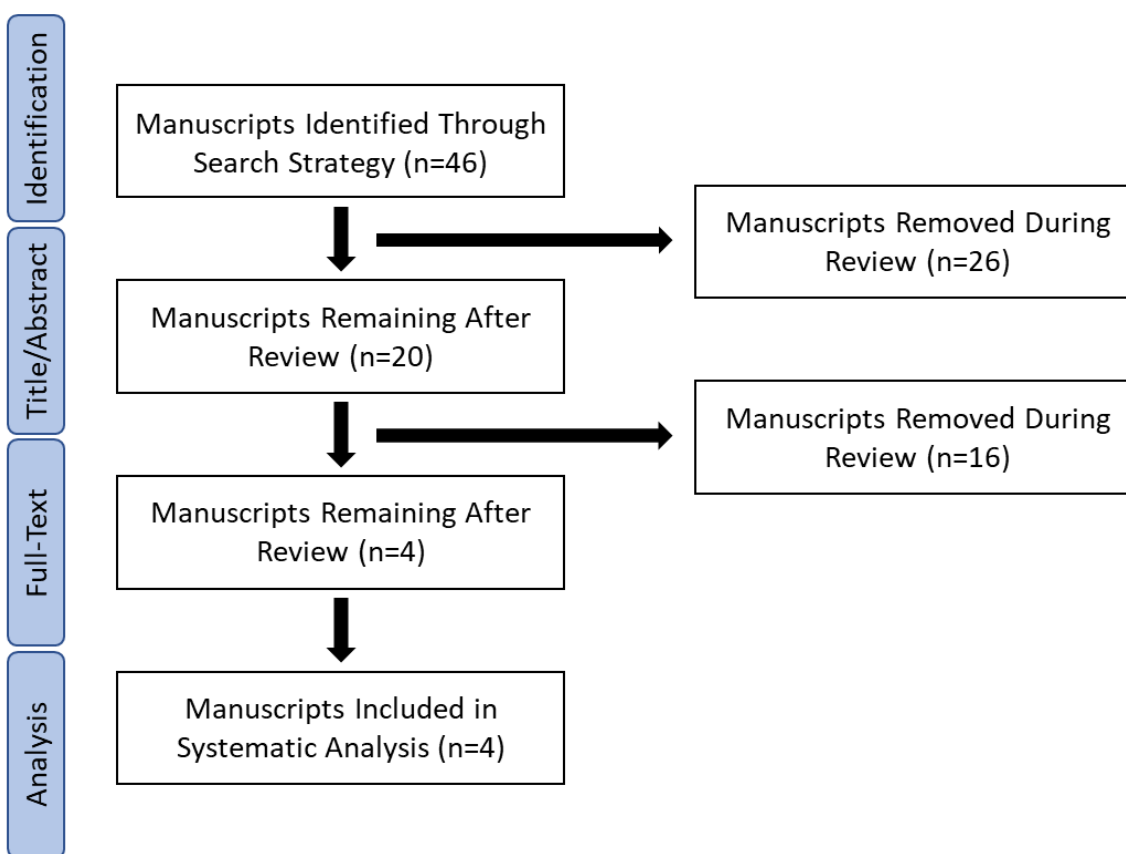 Identification
Manuscripts Identified Through
Search Strategy (n=46)
Manuscripts Removed During
Review (n=26)
Title/Abstract
Manuscripts Remaining After
Review (n=20)
Manuscripts Removed During
Review (n=16)
Full-Text
Manuscripts Remaining After
Review (n=4)
Analysis
Manuscripts Included in
Systematic Analysis (n=4)